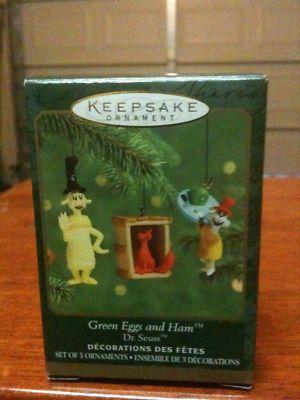 KEEPSAKE
ORNAMENT
Green Eggs and Ham™
Dr. Seuss™
DÉCORATIONS DES FÊTES
SET OF 3 ORNAMENTS • ENSEMBLE DE 3 DÉCORATIONS